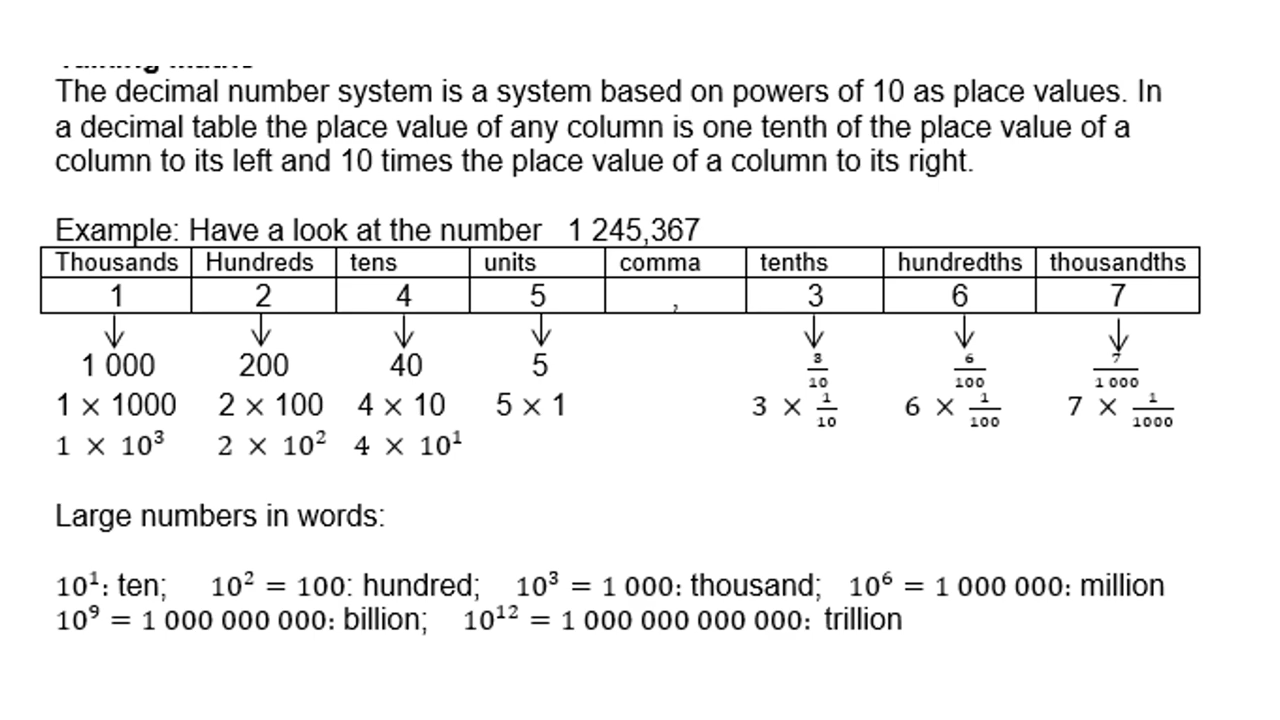 The decimal number system is a system based on powers of 10 as place values. In
a decimal table the place value of any column is one tenth of the place value of a
column to its left and 10 times the place value of a column to its right.
Example: Have a look at the number 1 245,367
Thousands Hundreds tens units comma tenths hundredths thousandths
1 2 4 5 , 3 6 7
↓ ↓ ↓ ↓ ↓ ↓ ↓
1 000 200 40 5 3/10 6/100 7/1 000
1 x 1000 2 x 100 4 x 10 5 x 1 3 × 1/10 6 × 1/100 7 × 1/1000
1 × 10³ 2 × 10² 4 × 10¹
Large numbers in words:
10¹: ten; 10² = 100: hundred; 10³ = 1 000: thousand; 10⁶ = 1 000 000: million
10⁹ = 1 000 000 000: billion; 10¹² = 1 000 000 000 000: trillion